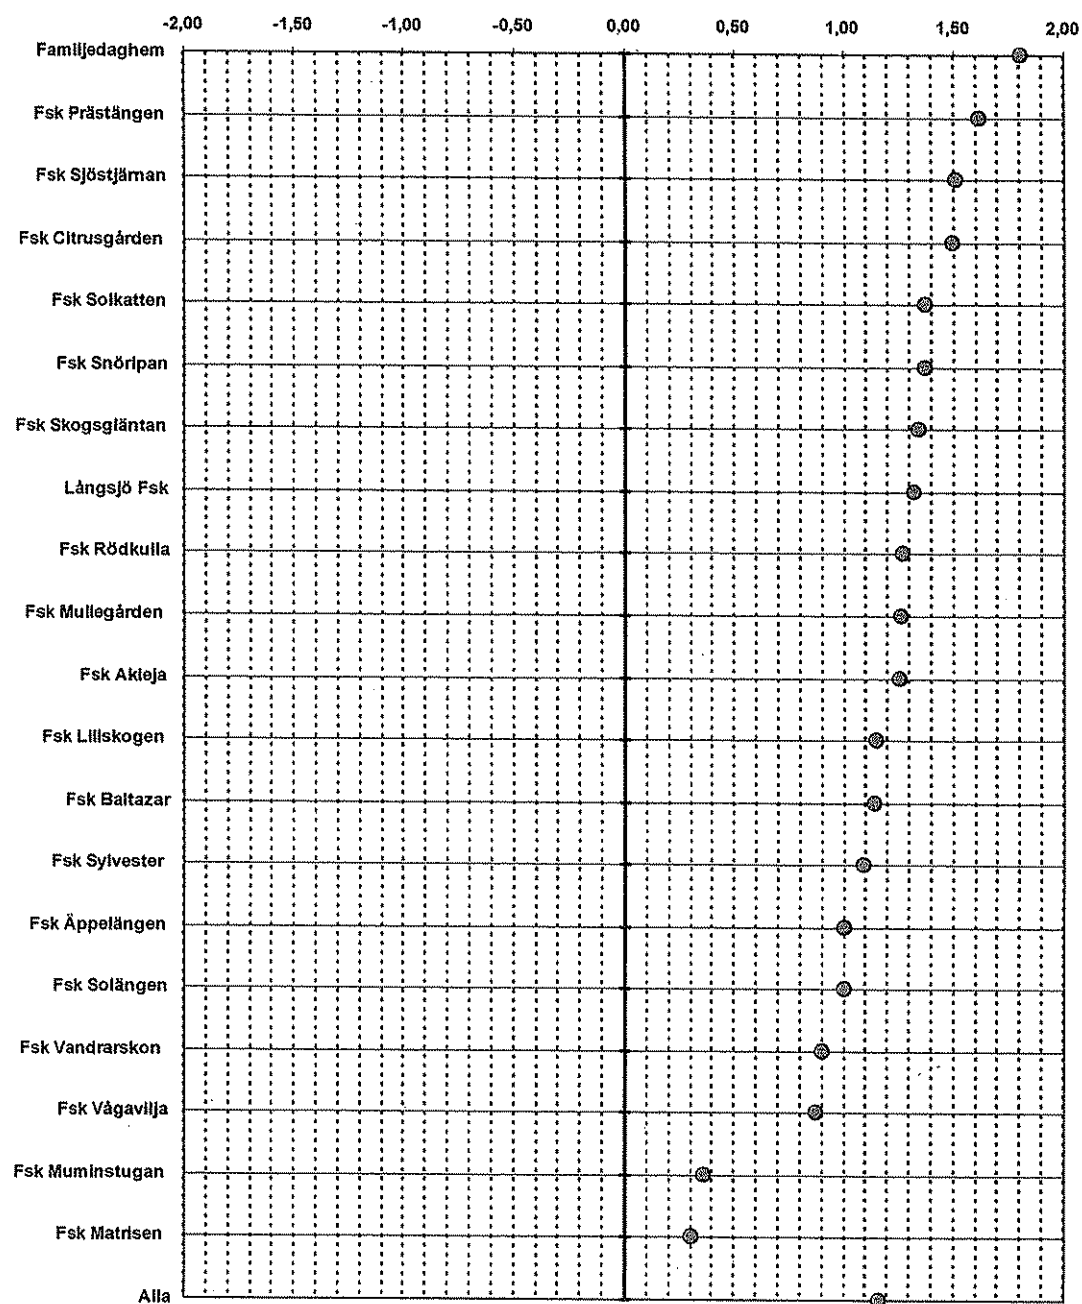 -2,00 -1,50 -1,00 -0,50 0,00 0,50 1,00 1,50 2,00
Familjedaghem
Fsk Prästängen
Fsk Sjöstjärnan
Fsk Citrusgården
Fsk Solkatten
Fsk Snöripan
Fsk Skogsgläntan
Långsjö Fsk
Fsk Rödkulla
Fsk Mullegården
Fsk Akleja
Fsk Lillskogen
Fsk Baltazar
Fsk Sylvester
Fsk Äppelängen
Fsk Solängen
Fsk Vandrarskon
Fsk Vågavilja
Fsk Muminstugan
Fsk Matrisen
Alla